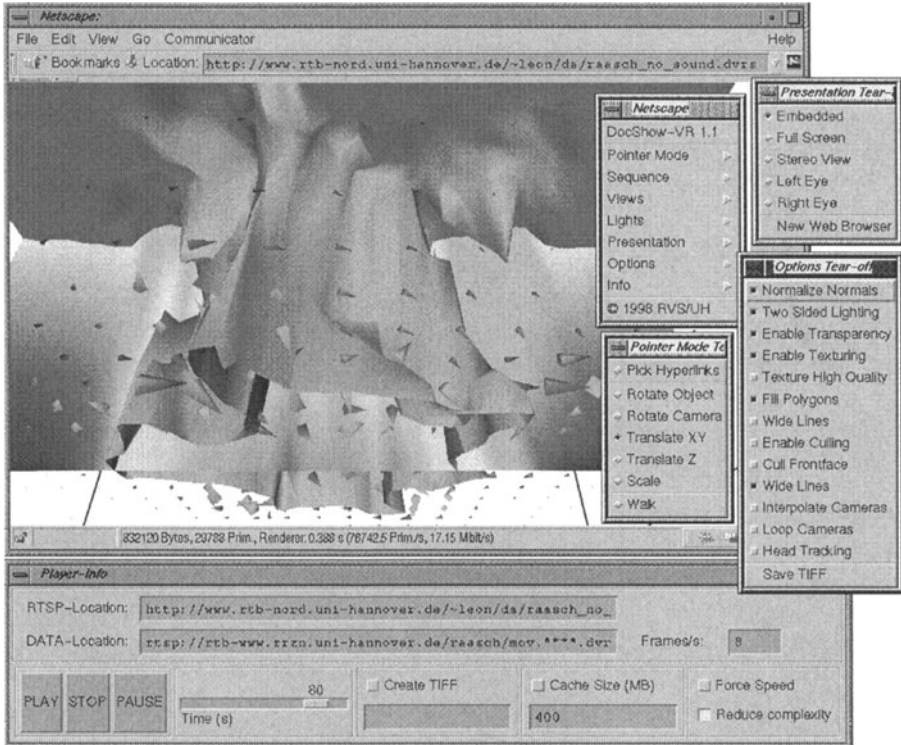 Netscape:
File Edit View Go Communicator Help
Bookmarks Location: http://www.rtb-nord.uni-hannover.de/~leon/da/raasch_no_sound.dvrs
Netscape
DocShow-VR 1.1
Pointer Mode
Sequence
Views
Lights
Presentation
Options
Info
© 1998 RVS/UH
Presentation Tear-
Embedded
Full Screen
Stereo View
Left Eye
Right Eye
New Web Browser
Options Tear-off
Normalize Normals
Two Sided Lighting
Enable Transparency
Enable Texturing
Texture High Quality
Fill Polygons
Wide Lines
Enable Culling
Cull Frontface
Wide Lines
Interpolate Cameras
Loop Cameras
Head Tracking
Save TIFF
Pointer Mode Te
Pick Hyperlinks
Rotate Object
Rotate Camera
Translate XY
Translate Z
Scale
Walk
832120 Bytes, 29788 Prim., Renderer: 0.388 s (76742.5 Prim./s, 17.15 Mbit/s)
Player-Info
RTSP-Location: http://www.rtb-nord.uni-hannover.de/~leon/da/raasch_no_
DATA-Location: rtsp://rtb-www.rrzn.uni-hannover.de/raasch/mov.****.dvr Frames/s: 8
PLAY STOP PAUSE
80
Time (s)
Create TIFF
Cache Size (MB)
400
Force Speed
Reduce complexity